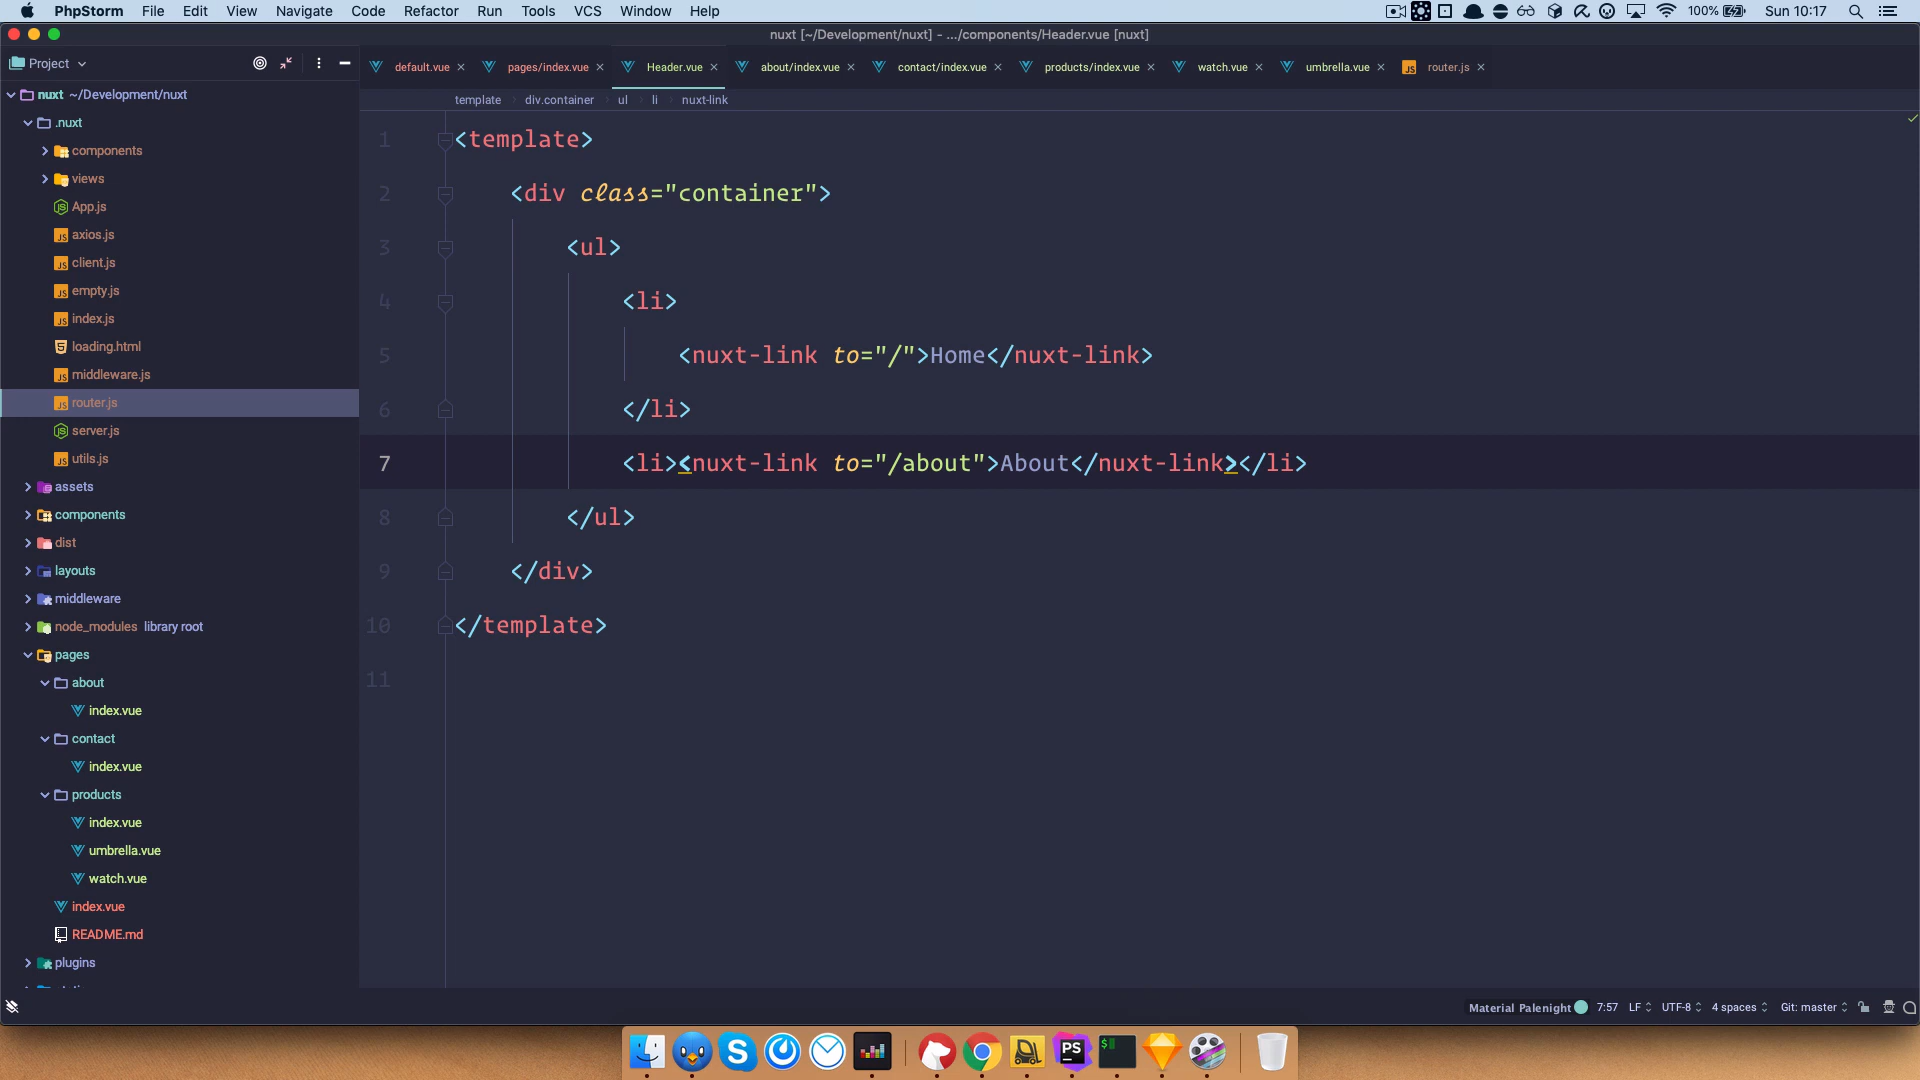 PhpStorm File Edit View Navigate Code Refactor Run Tools VCS Window Help 100% Sun 10:17
nuxt [~/Development/nuxt] - .../components/Header.vue [nuxt]
Project
default.vue pages/index.vue Header.vue about/index.vue contact/index.vue products/index.vue watch.vue umbrella.vue router.js
template div.container ul li nuxt-link
nuxt ~/Development/nuxt
.nuxt
components
views
App.js
axios.js
client.js
empty.js
index.js
loading.html
middleware.js
router.js
server.js
utils.js
assets
components
dist
layouts
middleware
node_modules library root
pages
about
index.vue
contact
index.vue
products
index.vue
umbrella.vue
watch.vue
index.vue
README.md
plugins
1 <template>
2 <div class="container">
3 <ul>
4 <li>
5 <nuxt-link to="/">Home</nuxt-link>
6 </li>
7 <li><nuxt-link to="/about">About</nuxt-link></li>
8 </ul>
9 </div>
10 </template>
11
Material Palenight 7:57 LF UTF-8 4 spaces Git: master
PS
$